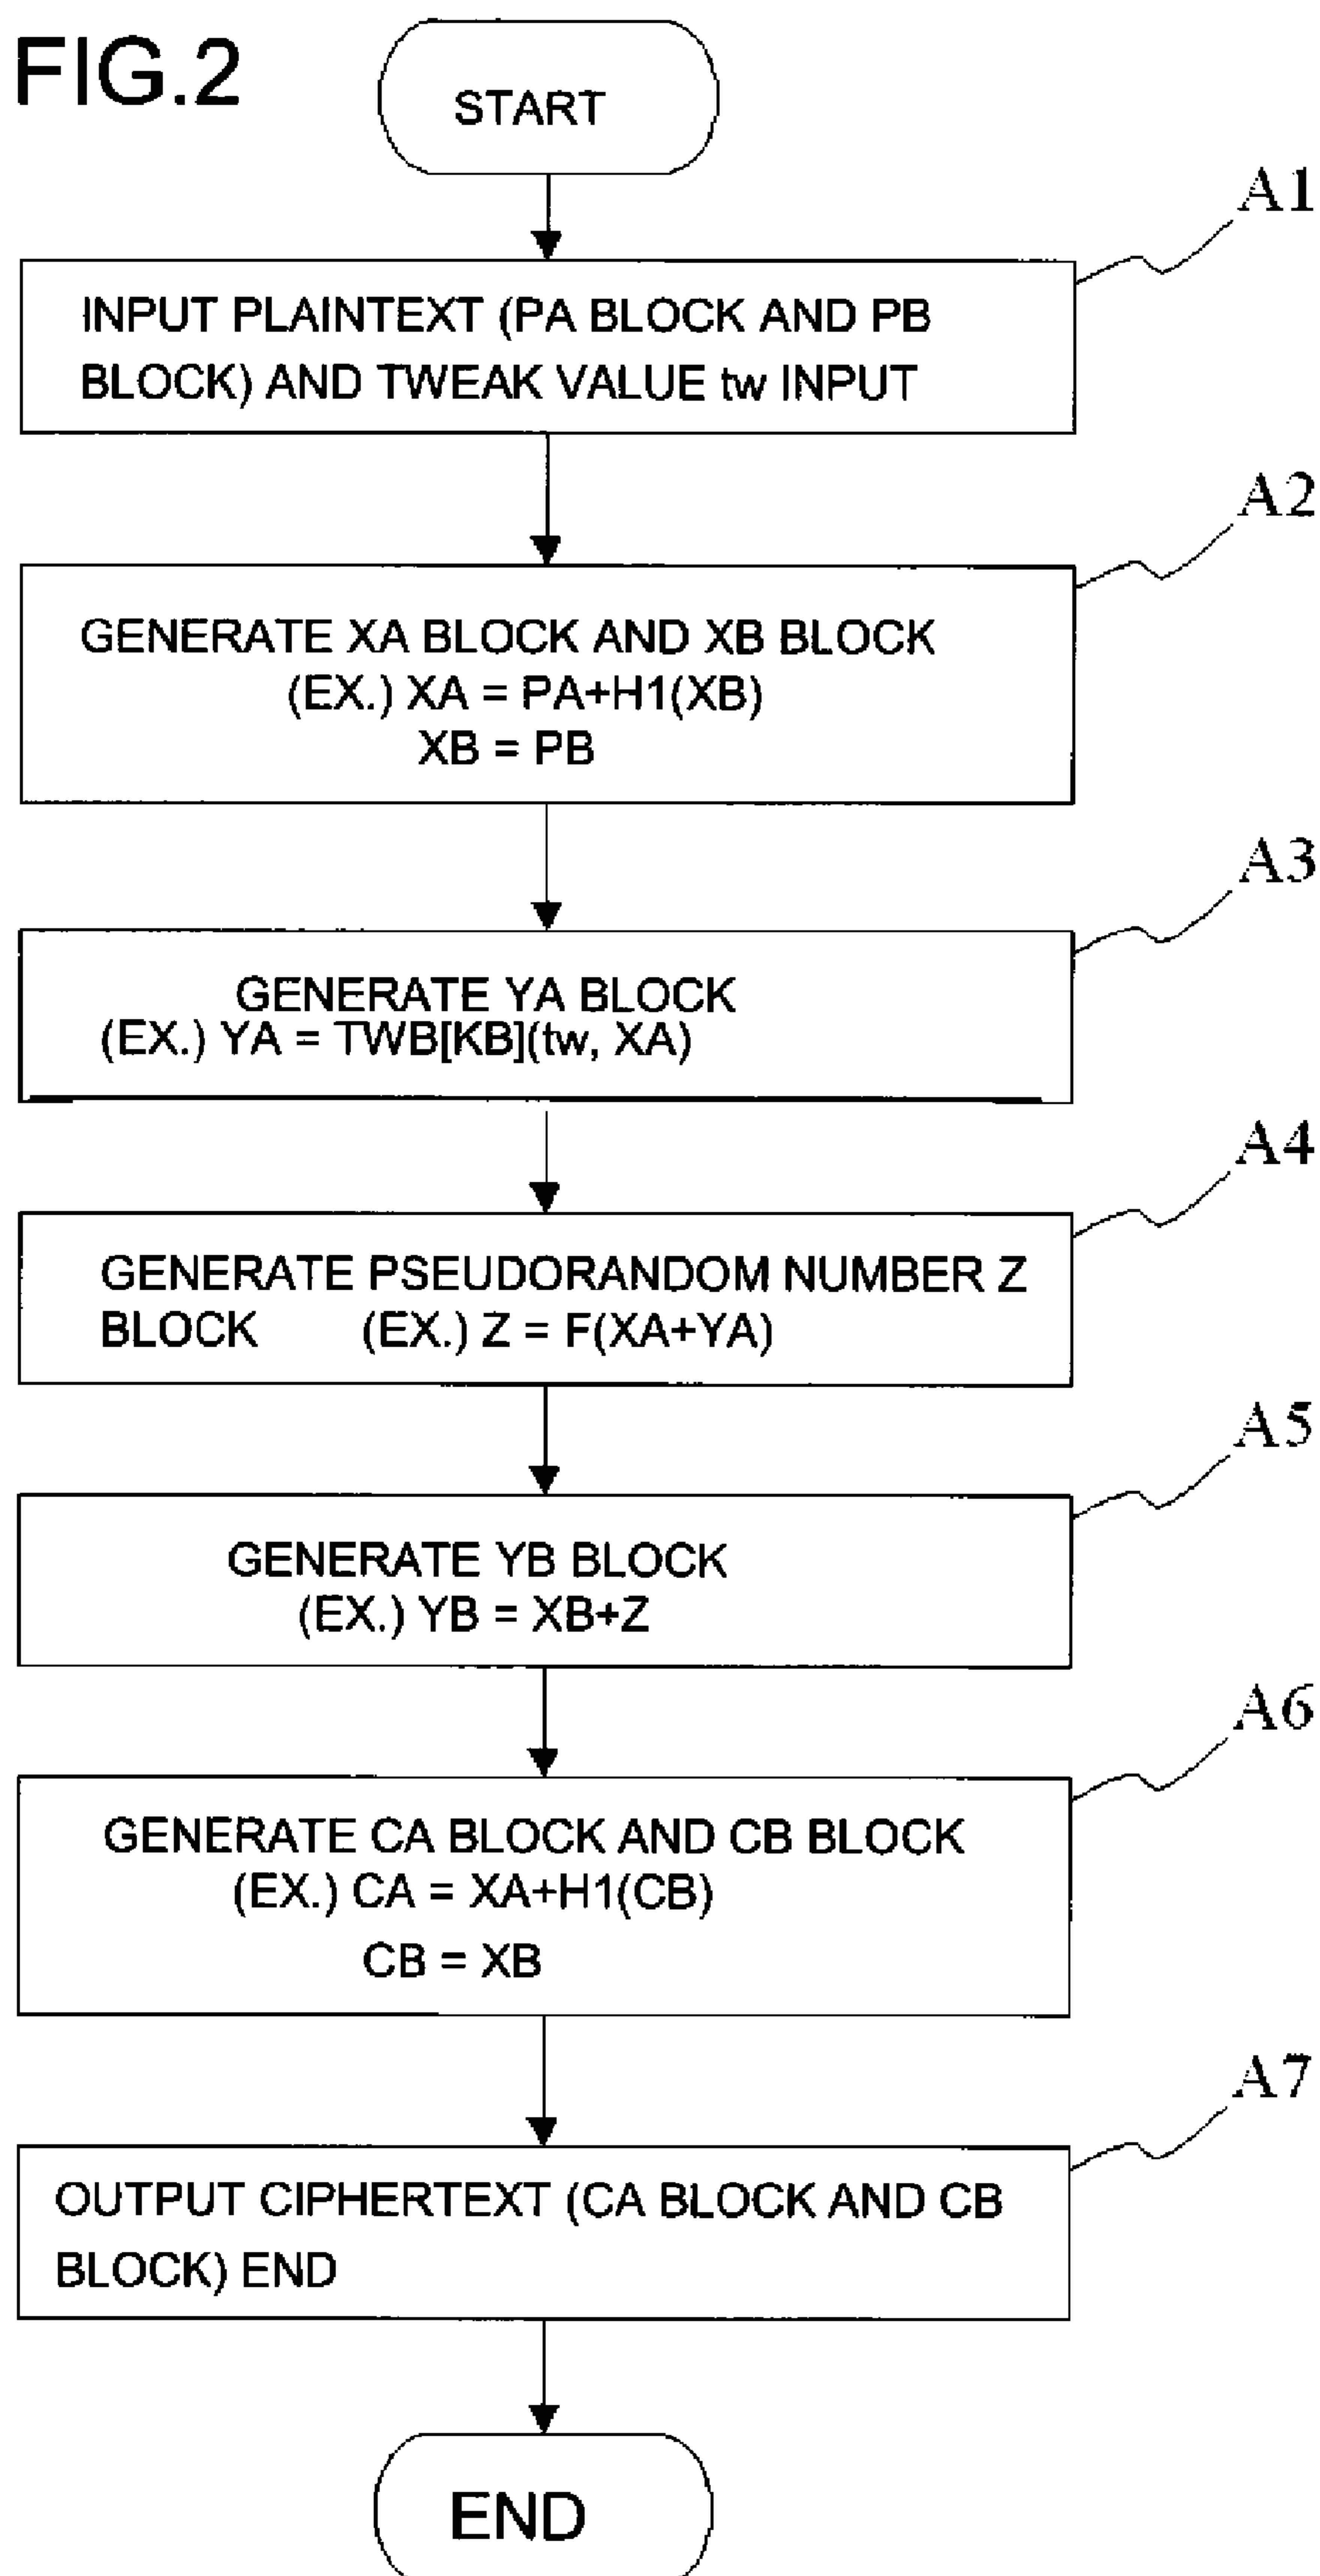 FIG.2
START
A1
INPUT PLAINTEXT (PA BLOCK AND PB
BLOCK) AND TWEAK VALUE tw INPUT
A2
GENERATE XA BLOCK AND XB BLOCK
(EX.) XA = PA+H1(XB)
XB = PB
A3
GENERATE YA BLOCK
(EX.) YA = TWB[KB](tw, XA)
A4
GENERATE PSEUDORANDOM NUMBER Z
BLOCK (EX.) Z = F(XA+YA)
A5
GENERATE YB BLOCK
(EX.) YB = XB+Z
A6
GENERATE CA BLOCK AND CB BLOCK
(EX.) CA = XA+H1(CB)
CB = XB
A7
OUTPUT CIPHERTEXT (CA BLOCK AND CB
BLOCK) END
END